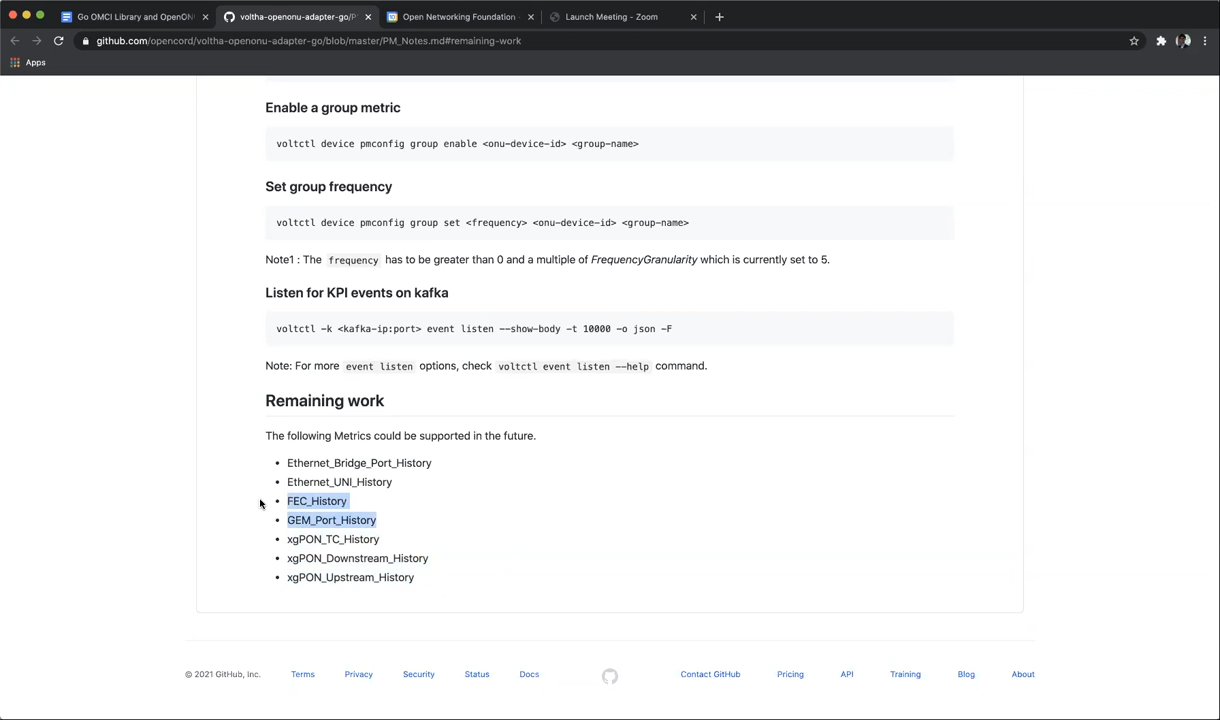 Go OMCI Library and OpenON
voltha-openonu-adapter-go/P
Open Networking Foundation -
Launch Meeting - Zoom
github.com/opencord/voltha-openonu-adapter-go/blob/master/PM_Notes.md#remaining-work
Apps
Enable a group metric
voltctl device pmconfig group enable <onu-device-id> <group-name>
Set group frequency
voltctl device pmconfig group set <frequency> <onu-device-id> <group-name>
Note1 : The frequency has to be greater than 0 and a multiple of FrequencyGranularity which is currently set to 5.
Listen for KPI events on kafka
voltctl -k <kafka-ip:port> event listen --show-body -t 10000 -o json -F
Note: For more event listen options, check voltctl event listen --help command.
Remaining work
The following Metrics could be supported in the future.
• Ethernet_Bridge_Port_History
• Ethernet_UNI_History
• FEC_History
• GEM_Port_History
• xgPON_TC_History
• xgPON_Downstream_History
• xgPON_Upstream_History
© 2021 GitHub, Inc. Terms Privacy Security Status Docs Contact GitHub Pricing API Training Blog About